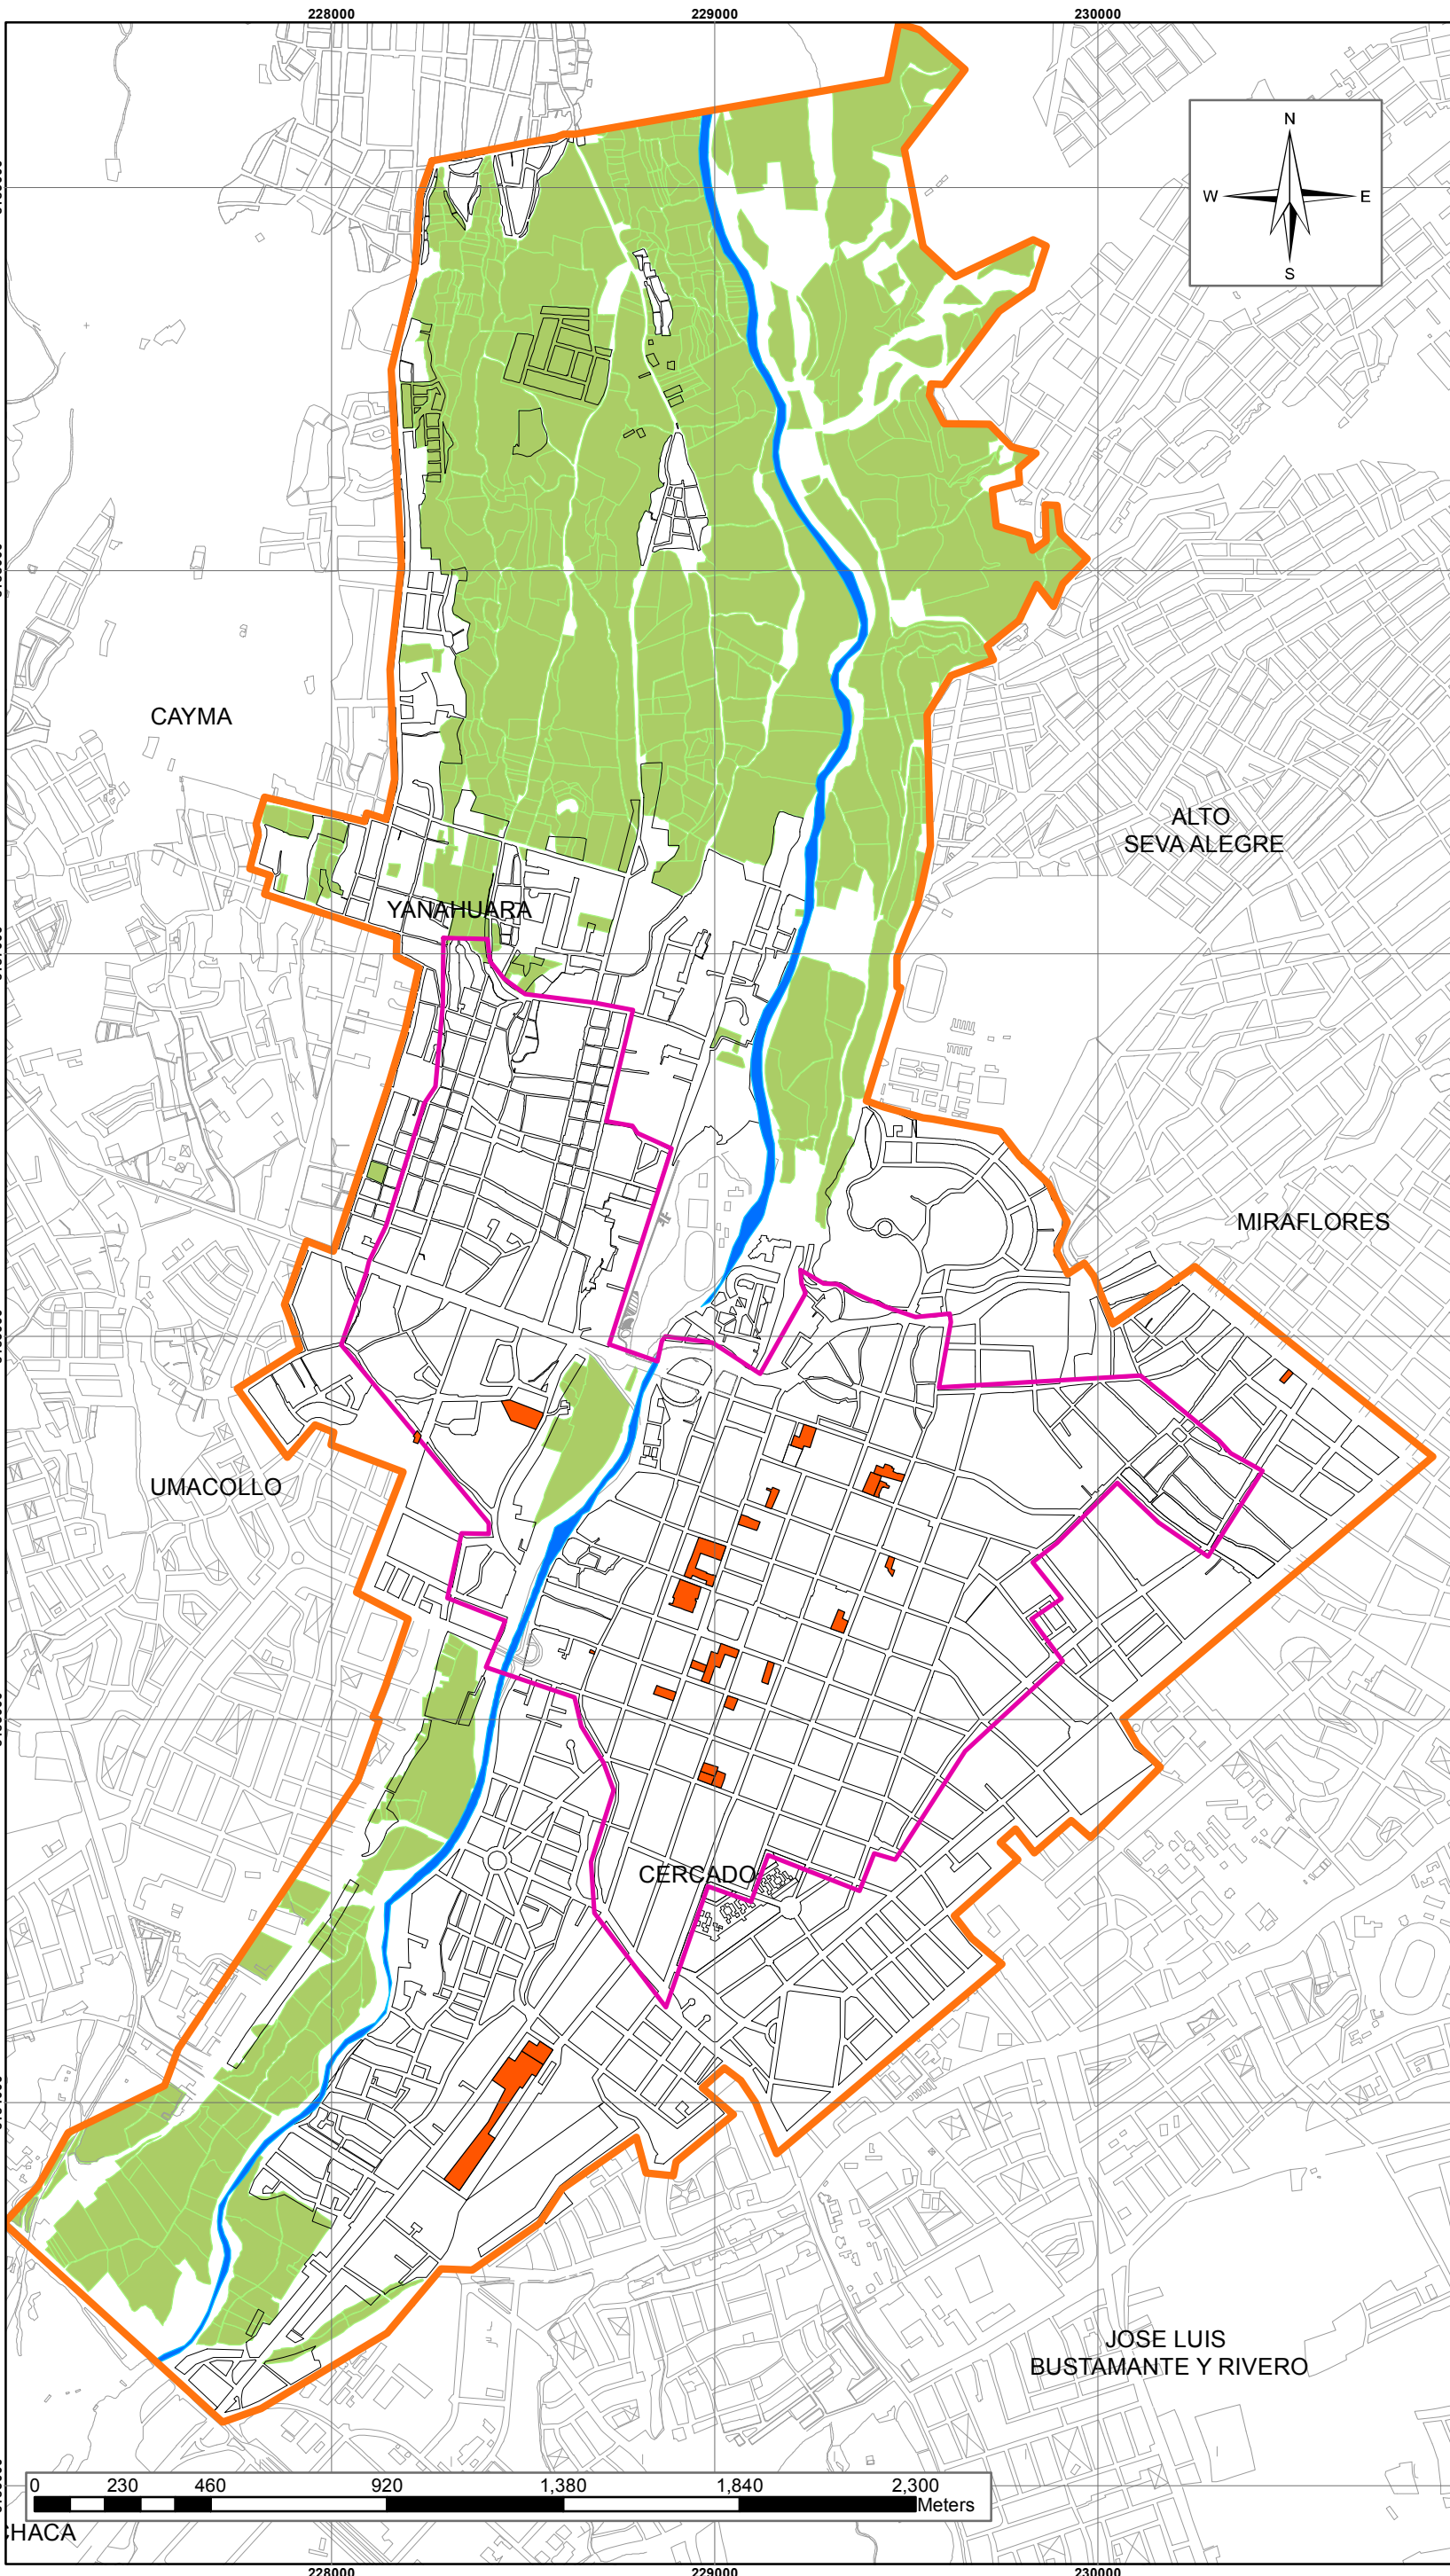 228000
229000
230000
N
W
E
S
CAYMA
ALTO
SEVA ALEGRE
YANAHUARA
MIRAFLORES
UMACOLLO
CERCADO
JOSE LUIS
BUSTAMANTE Y RIVERO
0 230 460 920 1,380 1,840 2,300
Meters
HACA
228000
229000
230000